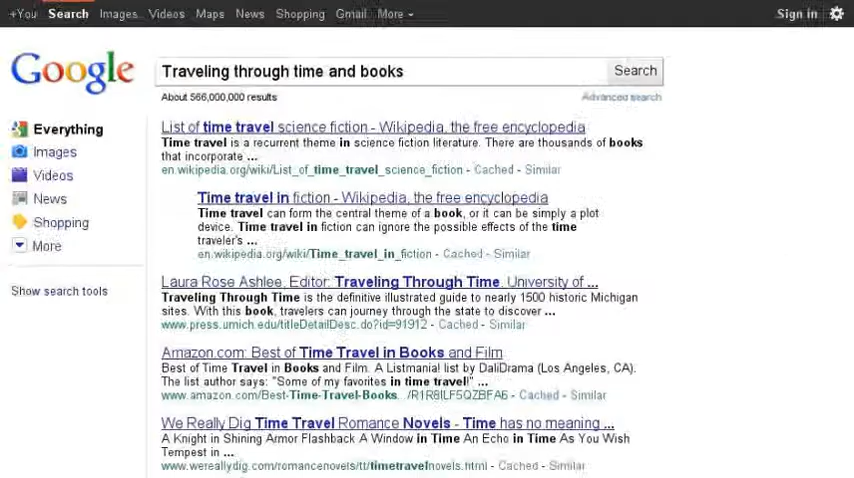 +You Search Images Videos Maps News Shopping Gmail More Sign in
Google
Traveling through time and books Search
About 566,000,000 results Advanced search
Everything
Images
Videos
News
Shopping
More
Show search tools
List of time travel science fiction - Wikipedia, the free encyclopedia
Time travel is a recurrent theme in science fiction literature. There are thousands of books
that incorporate ...
en.wikipedia.org/wiki/List_of_time_travel_science_fiction - Cached - Similar
Time travel in fiction - Wikipedia, the free encyclopedia
Time travel can form the central theme of a book, or it can be simply a plot
device. Time travel in fiction can ignore the possible effects of the time
traveler's ...
en.wikipedia.org/wiki/Time_travel_in_fiction - Cached - Similar
Laura Rose Ashlee, Editor: Traveling Through Time, University of ...
Traveling Through Time is the definitive illustrated guide to nearly 1500 historic Michigan
sites. With this book, travelers can journey through the state to discover ...
www.press.umich.edu/titleDetailDesc.do?id=91912 - Cached - Similar
Amazon.com: Best of Time Travel in Books and Film
Best of Time Travel in Books and Film. A Listmania! list by DaliDrama (Los Angeles, CA).
The list author says: "Some of my favorites in time travel!" ...
www.amazon.com/Best-Time-Travel-Books... - Cached - Similar
We Really Dig Time Travel Romance Novels - Time has no meaning ...
A Knight in Shining Armor Flashback A Window in Time An Echo in Time As You Wish
Tempest in ...
www.wereallydig.com/romancenovels/tt/timetravelnovels.html - Cached - Similar